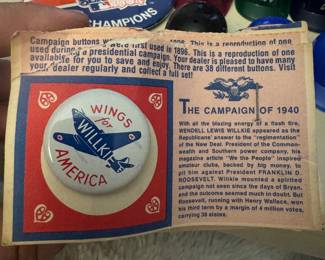 CHAMPIONS
Campaign buttons were first used in 1896. This is a reproduction of one
used during a presidential campaign. Your dealer is pleased to have many
available for you to save and enjoy. There are 38 different buttons. Visit
your dealer regularly and collect a full set!
WINGS
for
WILLKIE
AMERICA
THE CAMPAIGN OF 1940
With all the blazing energy of a flash fire,
WENDELL LEWIS WILLKIE appeared as the
Republicans' answer to the "regimentation"
of the New Deal. President of the Common-
wealth and Southern power company, his
magazine article "We the People" inspired
amateur clubs, backed by big money, to
pit him against President FRANKLIN D.
ROOSEVELT. Willkie mounted a spirited
campaign not seen since the days of Bryan,
and the outcome seemed much in doubt. But
Roosevelt, running with Henry Wallace, won
his third term by a margin of 4 million votes,
carrying 38 states.